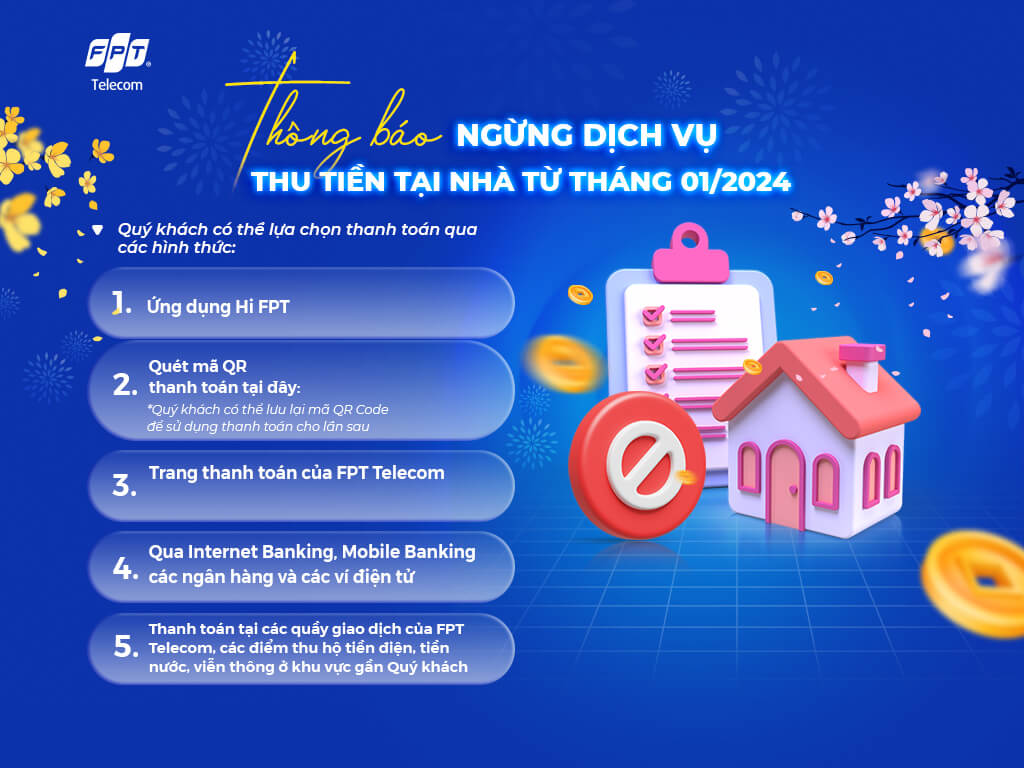 FPT
Telecom
Thông báo NGỪNG DỊCH VỤ
THU TIỀN TẠI NHÀ TỪ THÁNG 01/2024
Quý khách có thể lựa chọn thanh toán qua
các hình thức:
1. Ứng dụng Hi FPT
2. Quét mã QR
thanh toán tại đây:
*Quý khách có thể lưu lại mã QR Code
để sử dụng thanh toán cho lần sau
3. Trang thanh toán của FPT Telecom
4. Qua Internet Banking, Mobile Banking
các ngân hàng và các ví điện tử
5. Thanh toán tại các quầy giao dịch của FPT
Telecom, các điểm thu hộ tiền điện, tiền
nước, viễn thông ở khu vực gần Quý khách